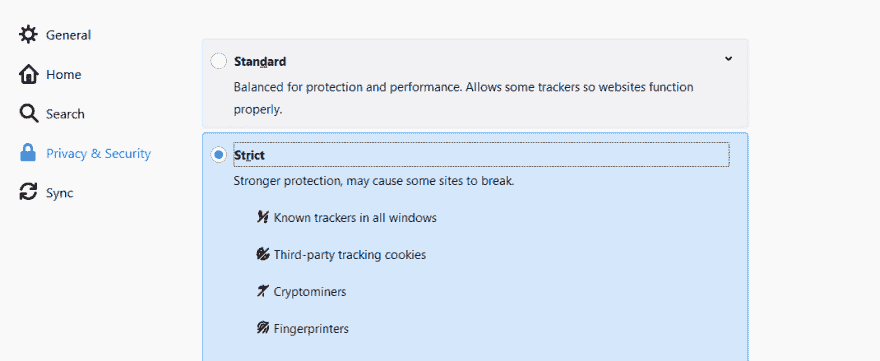 General
Home
Search
Privacy & Security
Sync
Standard
Balanced for protection and performance. Allows some trackers so websites function
properly.
Strict
Stronger protection, may cause some sites to break.
Known trackers in all windows
Third-party tracking cookies
Cryptominers
Fingerprinters